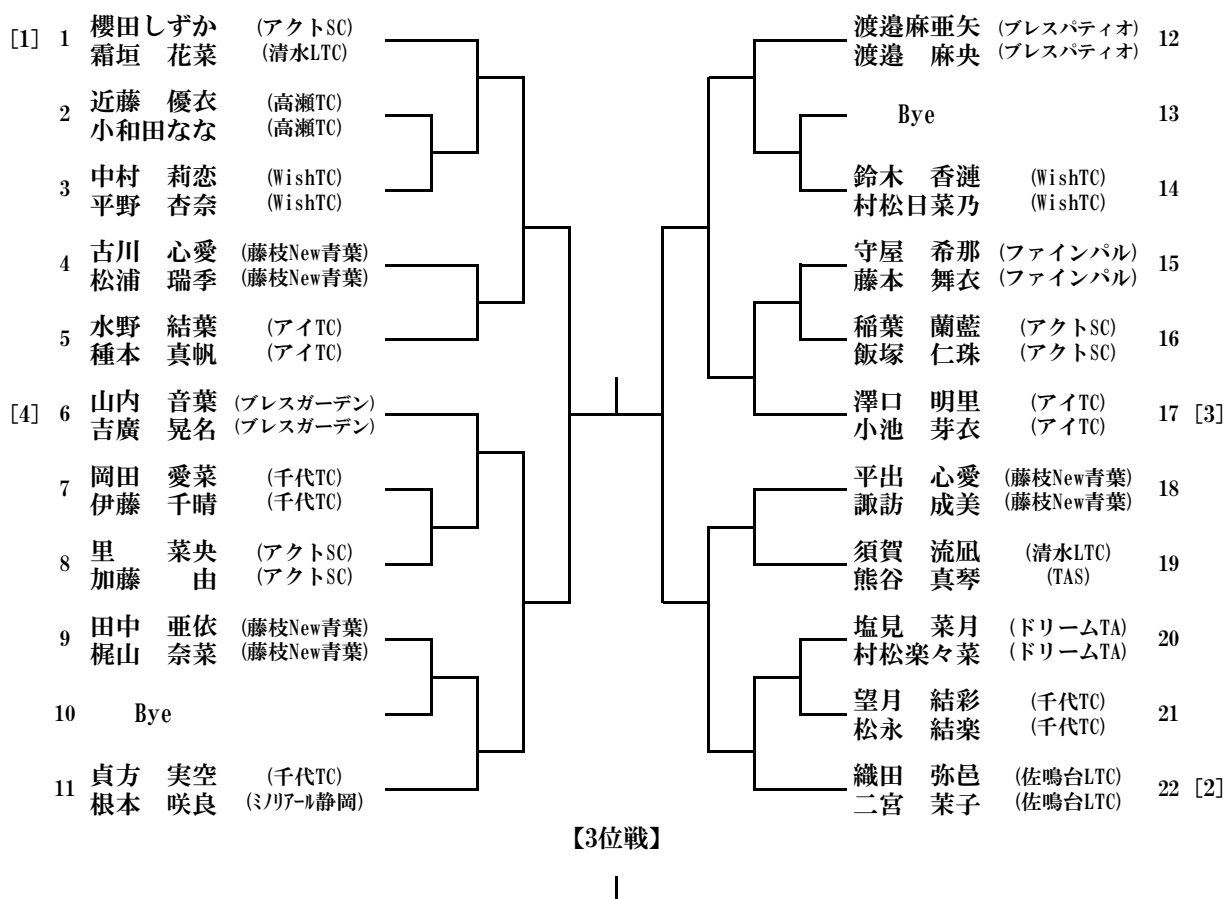 [1] 1 櫻田しずか (アクトSC)
霜垣　花菜 (清水LTC)
2 近藤　優衣 (高瀬TC)
小和田なな (高瀬TC)
3 中村　莉恋 (WishTC)
平野　杏奈 (WishTC)
4 古川　心愛 (藤枝New青葉)
松浦　瑞季 (藤枝New青葉)
5 水野　結葉 (アイTC)
種本　真帆 (アイTC)
[4] 6 山内　音葉 (ブレスガーデン)
吉廣　晃名 (ブレスガーデン)
7 岡田　愛菜 (千代TC)
伊藤　千晴 (千代TC)
8 里　　菜央 (アクトSC)
加藤　　由 (アクトSC)
9 田中　亜依 (藤枝New青葉)
梶山　奈菜 (藤枝New青葉)
10 Bye
11 貞方　実空 (千代TC)
根本　咲良 (ミノリアール静岡)
渡邉麻亜矢 (ブレスパティオ) 12
渡邉　麻央 (ブレスパティオ)
Bye 13
鈴木　香漣 (WishTC) 14
村松日菜乃 (WishTC)
守屋　希那 (ファインパル) 15
藤本　舞衣 (ファインパル)
稲葉　蘭藍 (アクトSC) 16
飯塚　仁珠 (アクトSC)
澤口　明里 (アイTC) 17 [3]
小池　芽衣 (アイTC)
平出　心愛 (藤枝New青葉) 18
諏訪　成美 (藤枝New青葉)
須賀　流凪 (清水LTC) 19
熊谷　真琴 (TAS)
塩見　菜月 (ドリームTA) 20
村松楽々菜 (ドリームTA)
望月　結彩 (千代TC) 21
松永　結楽 (千代TC)
織田　弥邑 (佐鳴台LTC) 22 [2]
二宮　茉子 (佐鳴台LTC)
【3位戦】